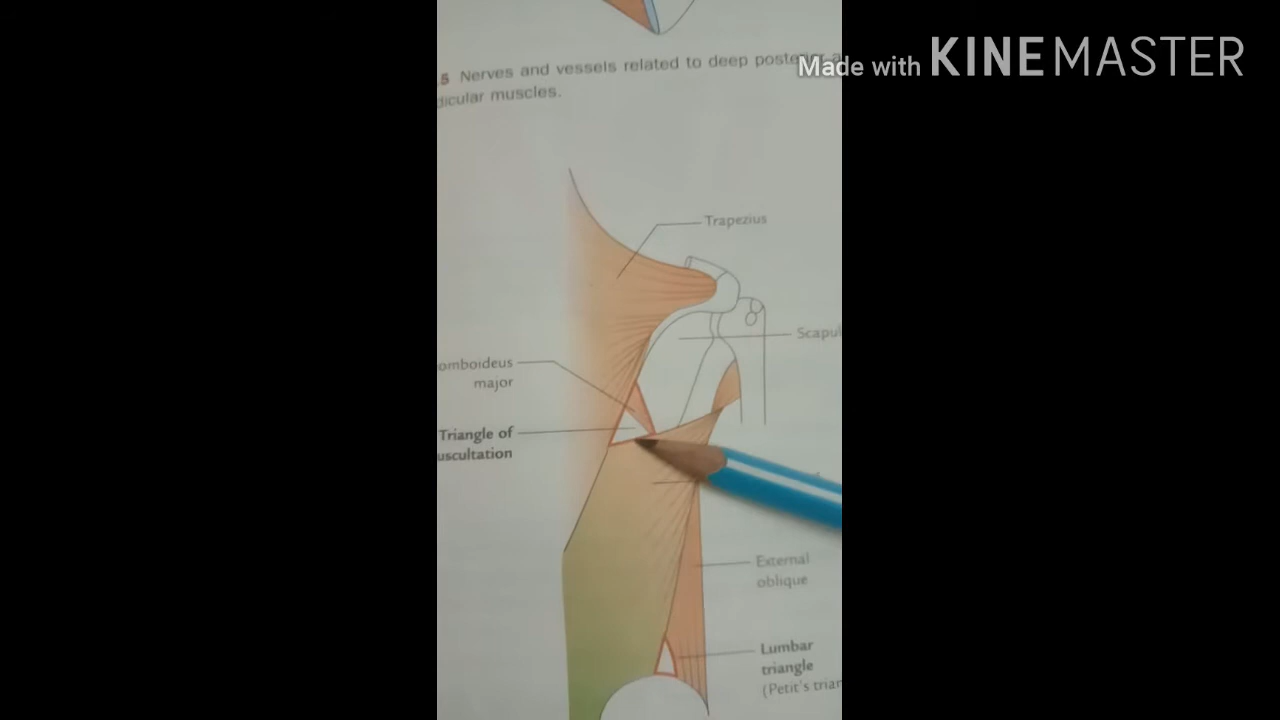 5 Nerves and vessels related to deep
dicular muscles.
Made with KINEMASTER
Trapezius
Scapul
omboideus
major
Triangle of
uscultation
External
oblique
Lumbar
triangle
(Petit's trian